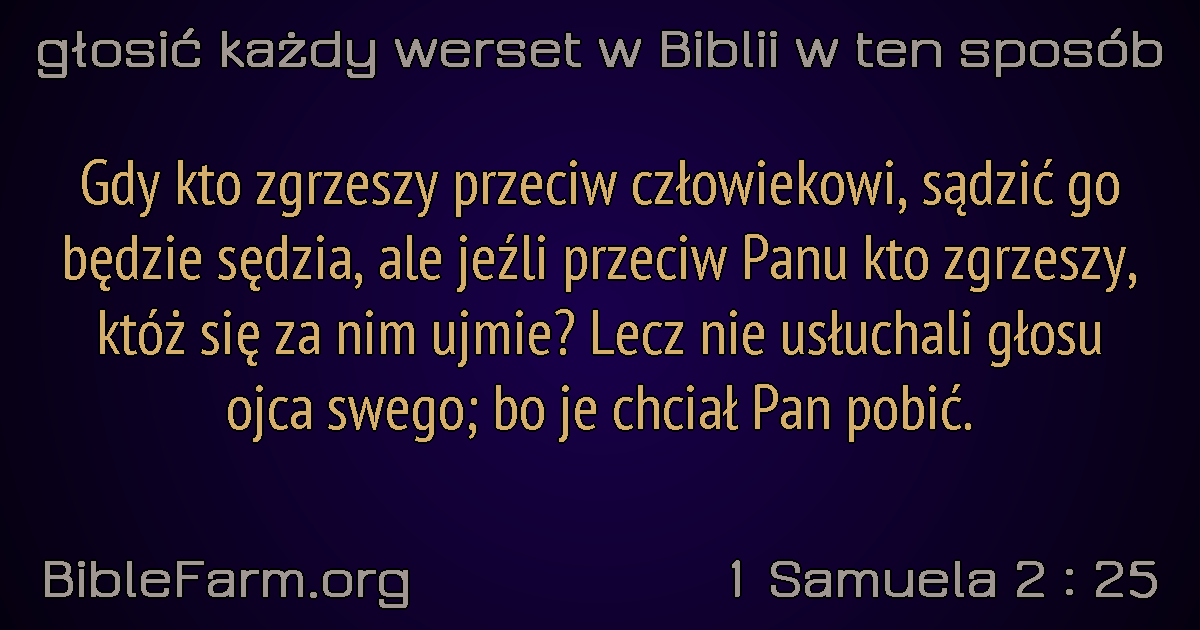 głosić każdy werset w Biblii w ten sposób
Gdy kto zgrzeszy przeciw człowiekowi, sądzić go
będzie sędzia, ale jeźli przeciw Panu kto zgrzeszy,
któż się za nim ujmie? Lecz nie usłuchali głosu
ojca swego; bo je chciał Pan pobić.
BibleFarm.org
1 Samuela 2 : 25